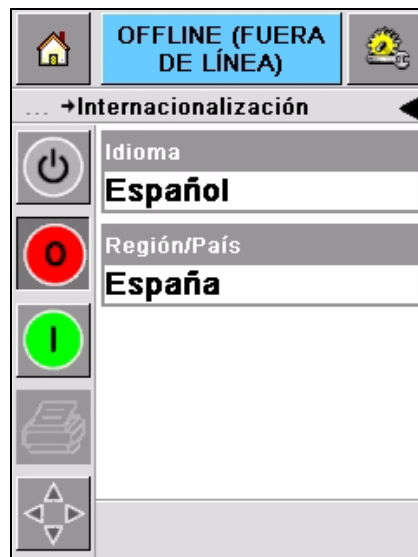 OFFLINE (FUERA
DE LÍNEA)
... →Internacionalización
Idioma
Español
O
Región/País
España
I